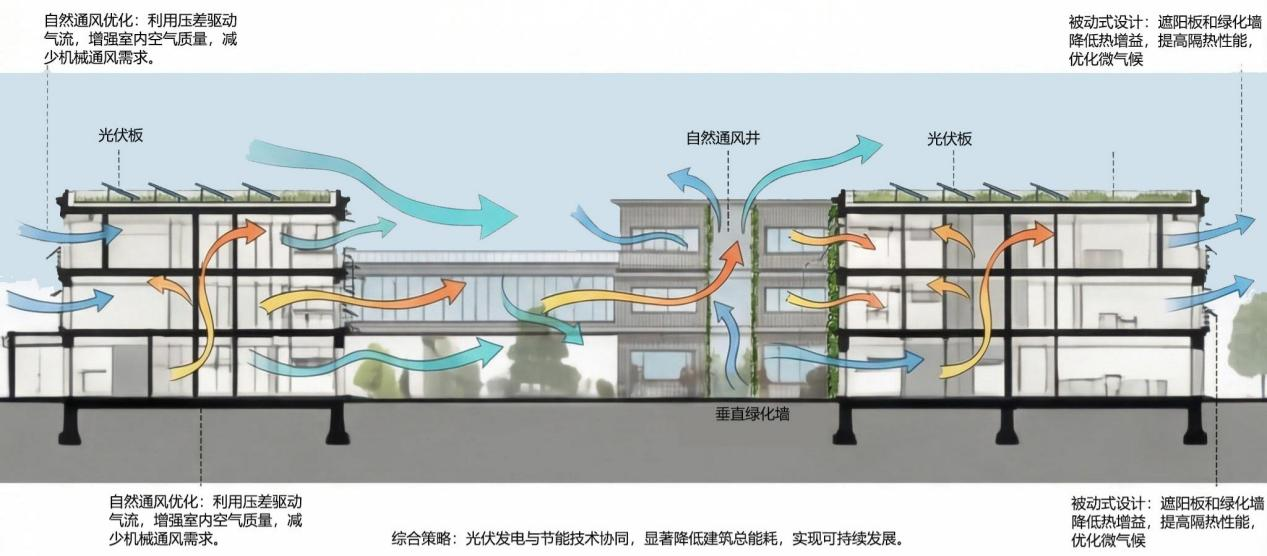 自然通风优化：利用压差驱动
气流，增强室内空气质量，减
少机械通风需求。
被动式设计：遮阳板和绿化墙
降低热增益，提高隔热性能，
优化微气候
光伏板
自然通风井
光伏板
垂直绿化墙
自然通风优化：利用压差驱动
气流，增强室内空气质量，减
少机械通风需求。
综合策略：光伏发电与节能技术协同，显著降低建筑总能耗，实现可持续发展。
被动式设计：遮阳板和绿化墙
降低热增益，提高隔热性能，
优化微气候